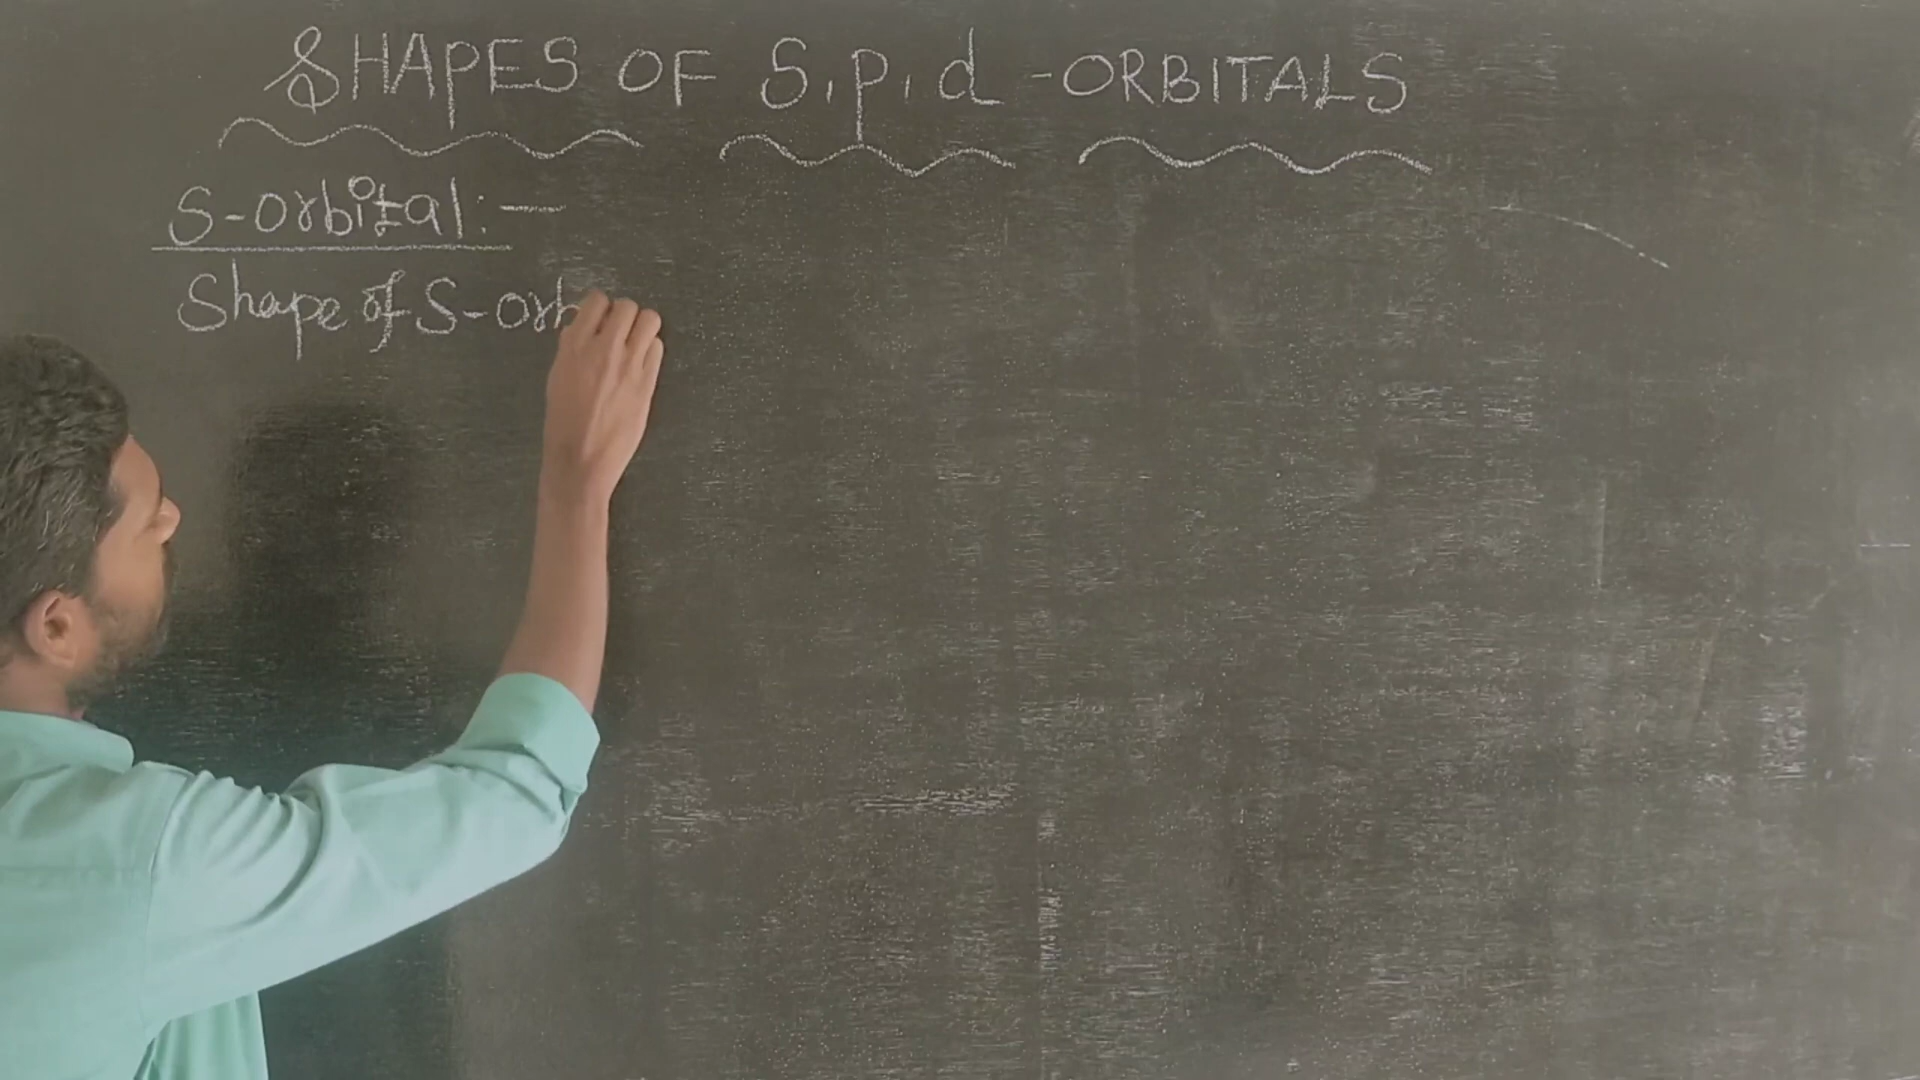 SHAPES OF S, p, d - ORBITALS
S-orbital:-
Shape of S-orb